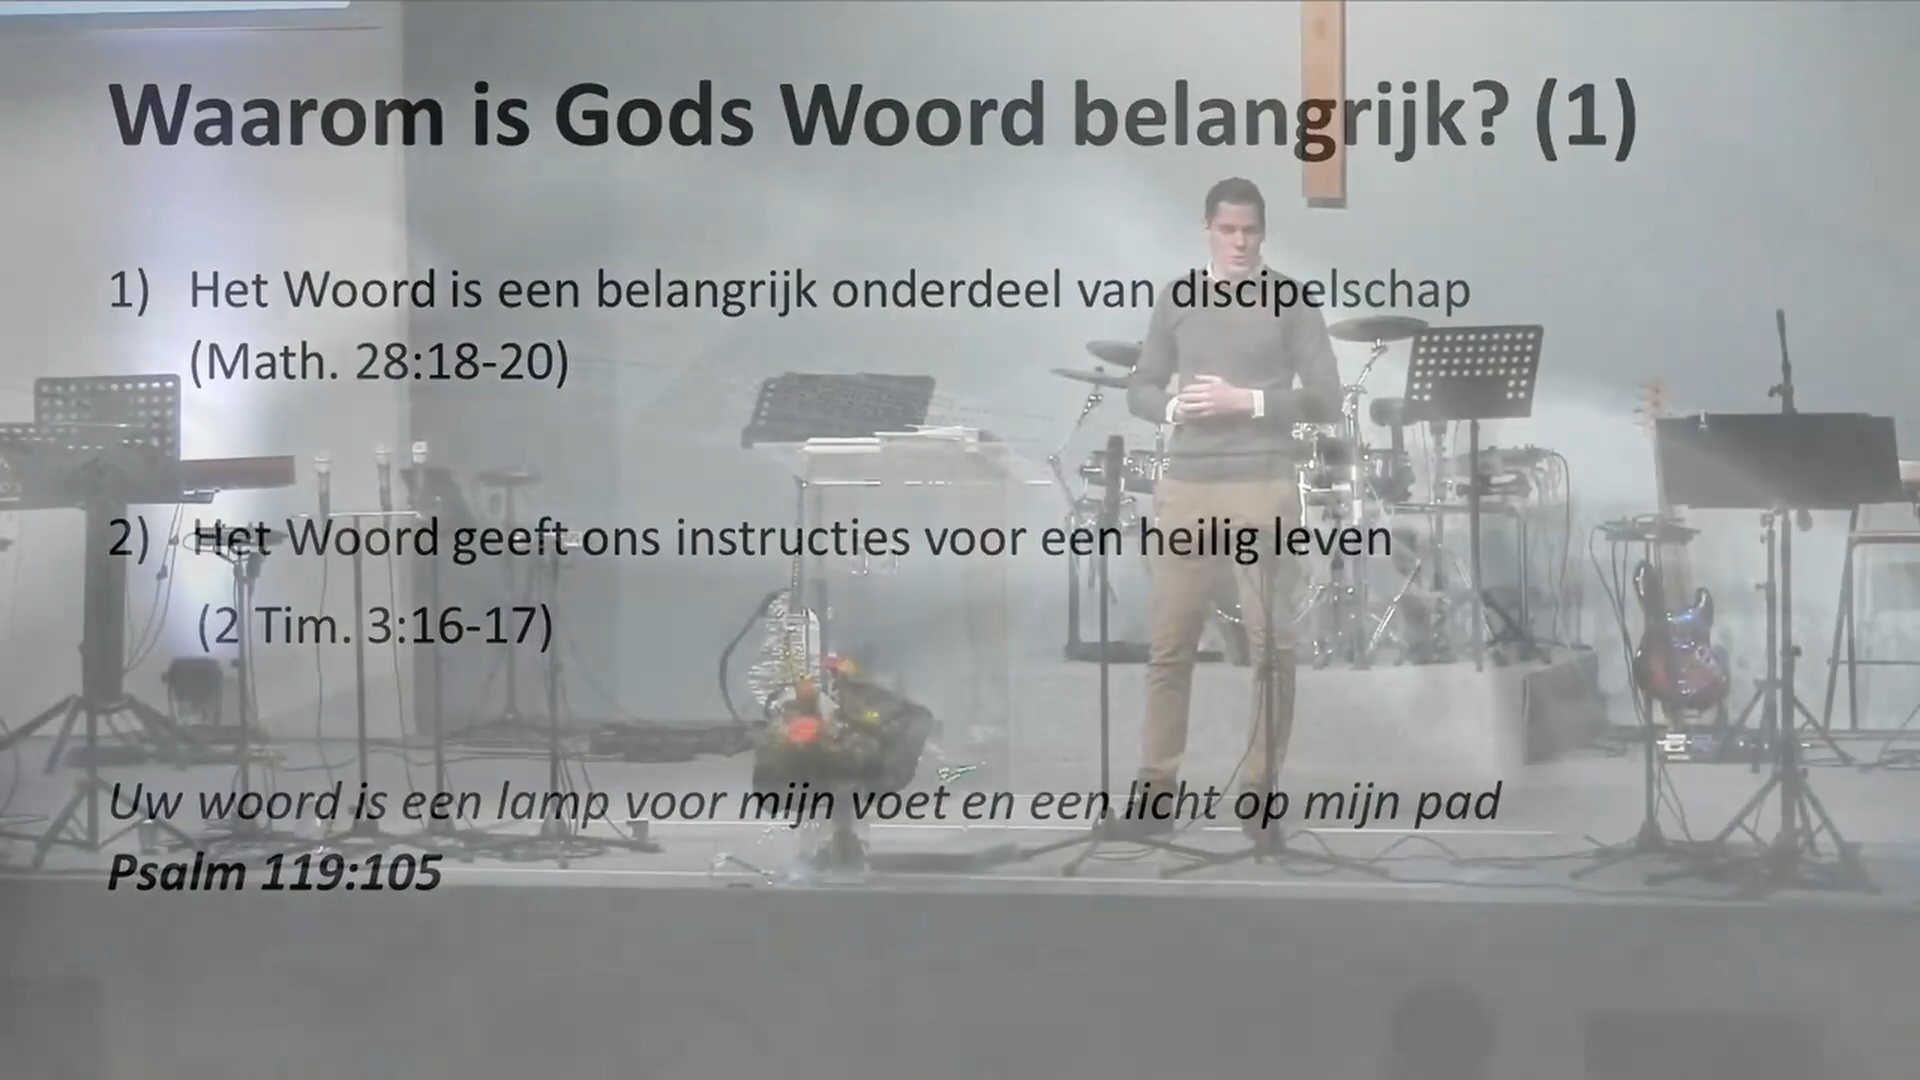 Waarom is Gods Woord belangrijk? (1)
1) Het Woord is een belangrijk onderdeel van discipelschap
(Math. 28:18-20)
2) Het Woord geeft ons instructies voor een heilig leven
(2 Tim. 3:16-17)
Uw woord is een lamp voor mijn voet en een licht op mijn pad
Psalm 119:105